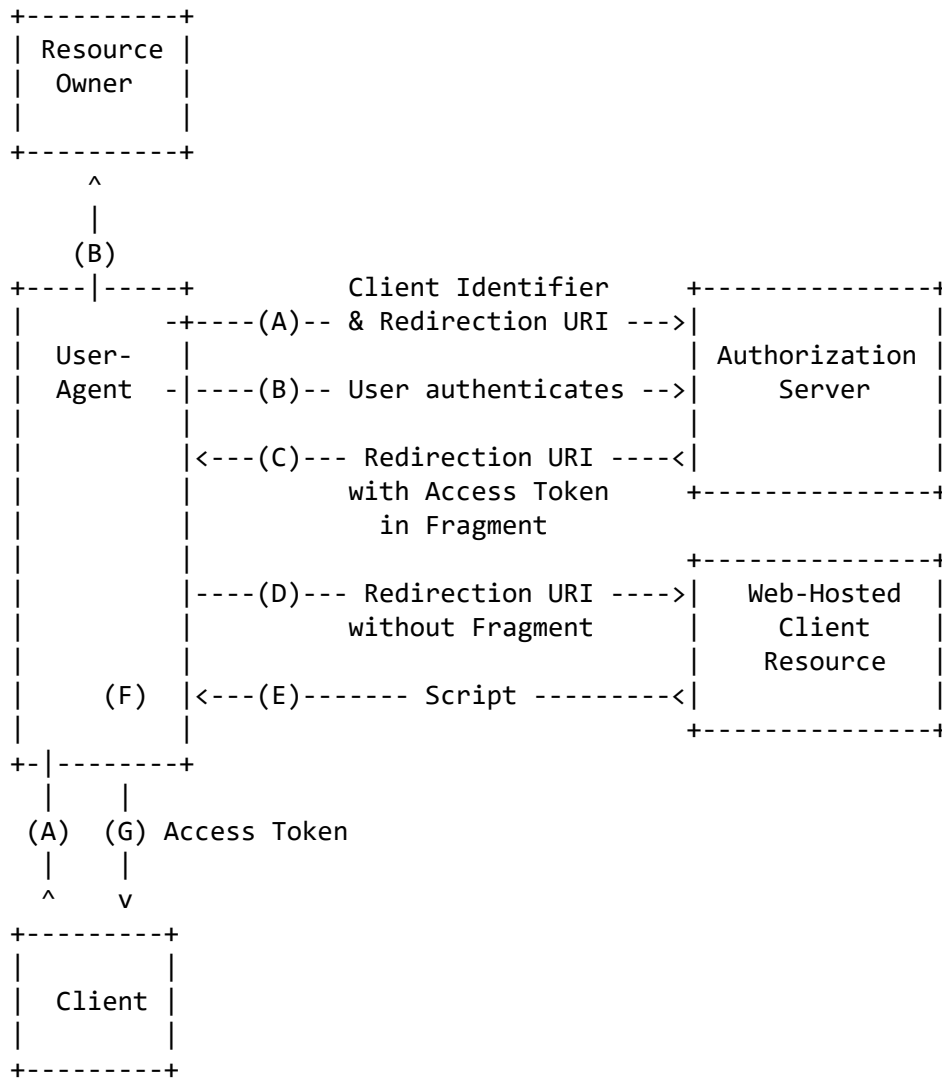 +----------+
| Resource |
|  Owner   |
|          |
+----------+
     ^
     |
    (B)
+----|-----+          Client Identifier     +---------------+
|         -+----(A)-- & Redirection URI --->|               |
|  User-   |                                | Authorization |
|  Agent  -|----(B)-- User authenticates -->|     Server    |
|          |                                |               |
|          |<---(C)--- Redirection URI ----<|               |
|          |          with Access Token     +---------------+
|          |            in Fragment
|          |                                +---------------+
|          |----(D)--- Redirection URI ---->|   Web-Hosted  |
|          |          without Fragment      |     Client    |
|          |                                |    Resource   |
|     (F)  |<---(E)------- Script ---------<|               |
|          |                                +---------------+
+-|--------+
  |    |
 (A)  (G) Access Token
  |    |
  ^    v
+---------+
|         |
|  Client |
|         |
+---------+